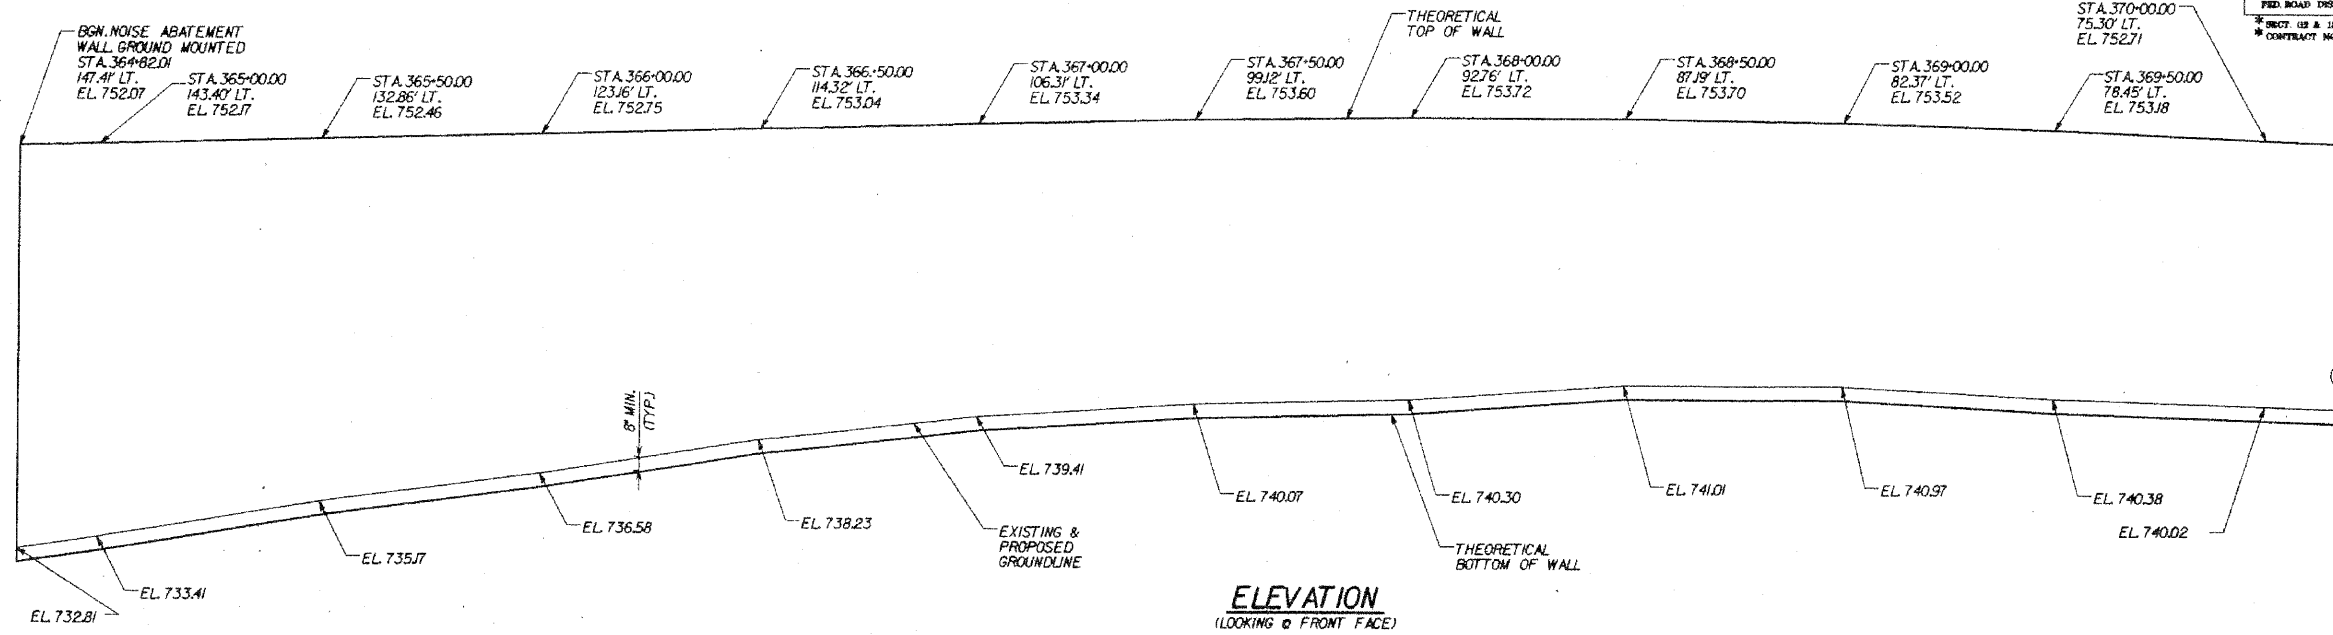 BGN. NOISE ABATEMENT
WALL GROUND MOUNTED
STA. 364+82.01
147.41' LT.
EL. 752.07
STA. 365+00.00
143.40' LT.
EL. 752.17
STA. 365+50.00
132.86' LT.
EL. 752.46
STA. 366+00.00
123.16' LT.
EL. 752.75
STA. 366+50.00
114.32' LT.
EL. 753.04
STA. 367+00.00
106.31' LT.
EL. 753.34
STA. 367+50.00
99.12' LT.
EL. 753.60
THEORETICAL
TOP OF WALL
STA. 368+00.00
92.76' LT.
EL. 753.72
STA. 368+50.00
87.19' LT.
EL. 753.70
STA. 369+00.00
82.37' LT.
EL. 753.52
STA. 369+50.00
78.45' LT.
EL. 753.18
STA. 370+00.00
75.30' LT.
EL. 752.71
FED. ROAD DIS
* SECT.
* CONTRACT
8" MIN.
(TYP.)
EL. 732.81
EL. 733.41
EL. 735.17
EL. 736.58
EL. 738.23
EXISTING &
PROPOSED
GROUNDLINE
EL. 739.41
EL. 740.07
EL. 740.30
THEORETICAL
BOTTOM OF WALL
EL. 741.01
EL. 740.97
EL. 740.38
EL. 740.02
ELEVATION
(LOOKING @ FRONT FACE)